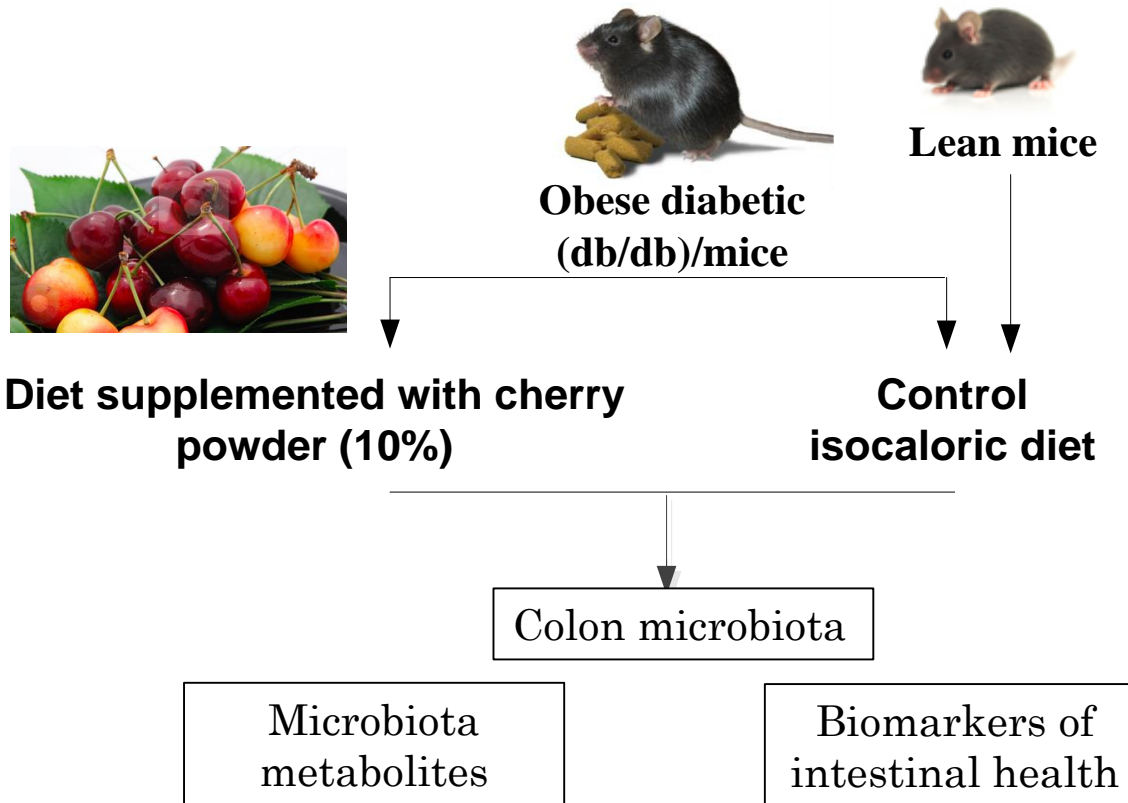 Lean mice
Obese diabetic
(db/db)/mice
Diet supplemented with cherry
powder (10%)
Control
isocaloric diet
Colon microbiota
Microbiota
metabolites
Biomarkers of
intestinal health